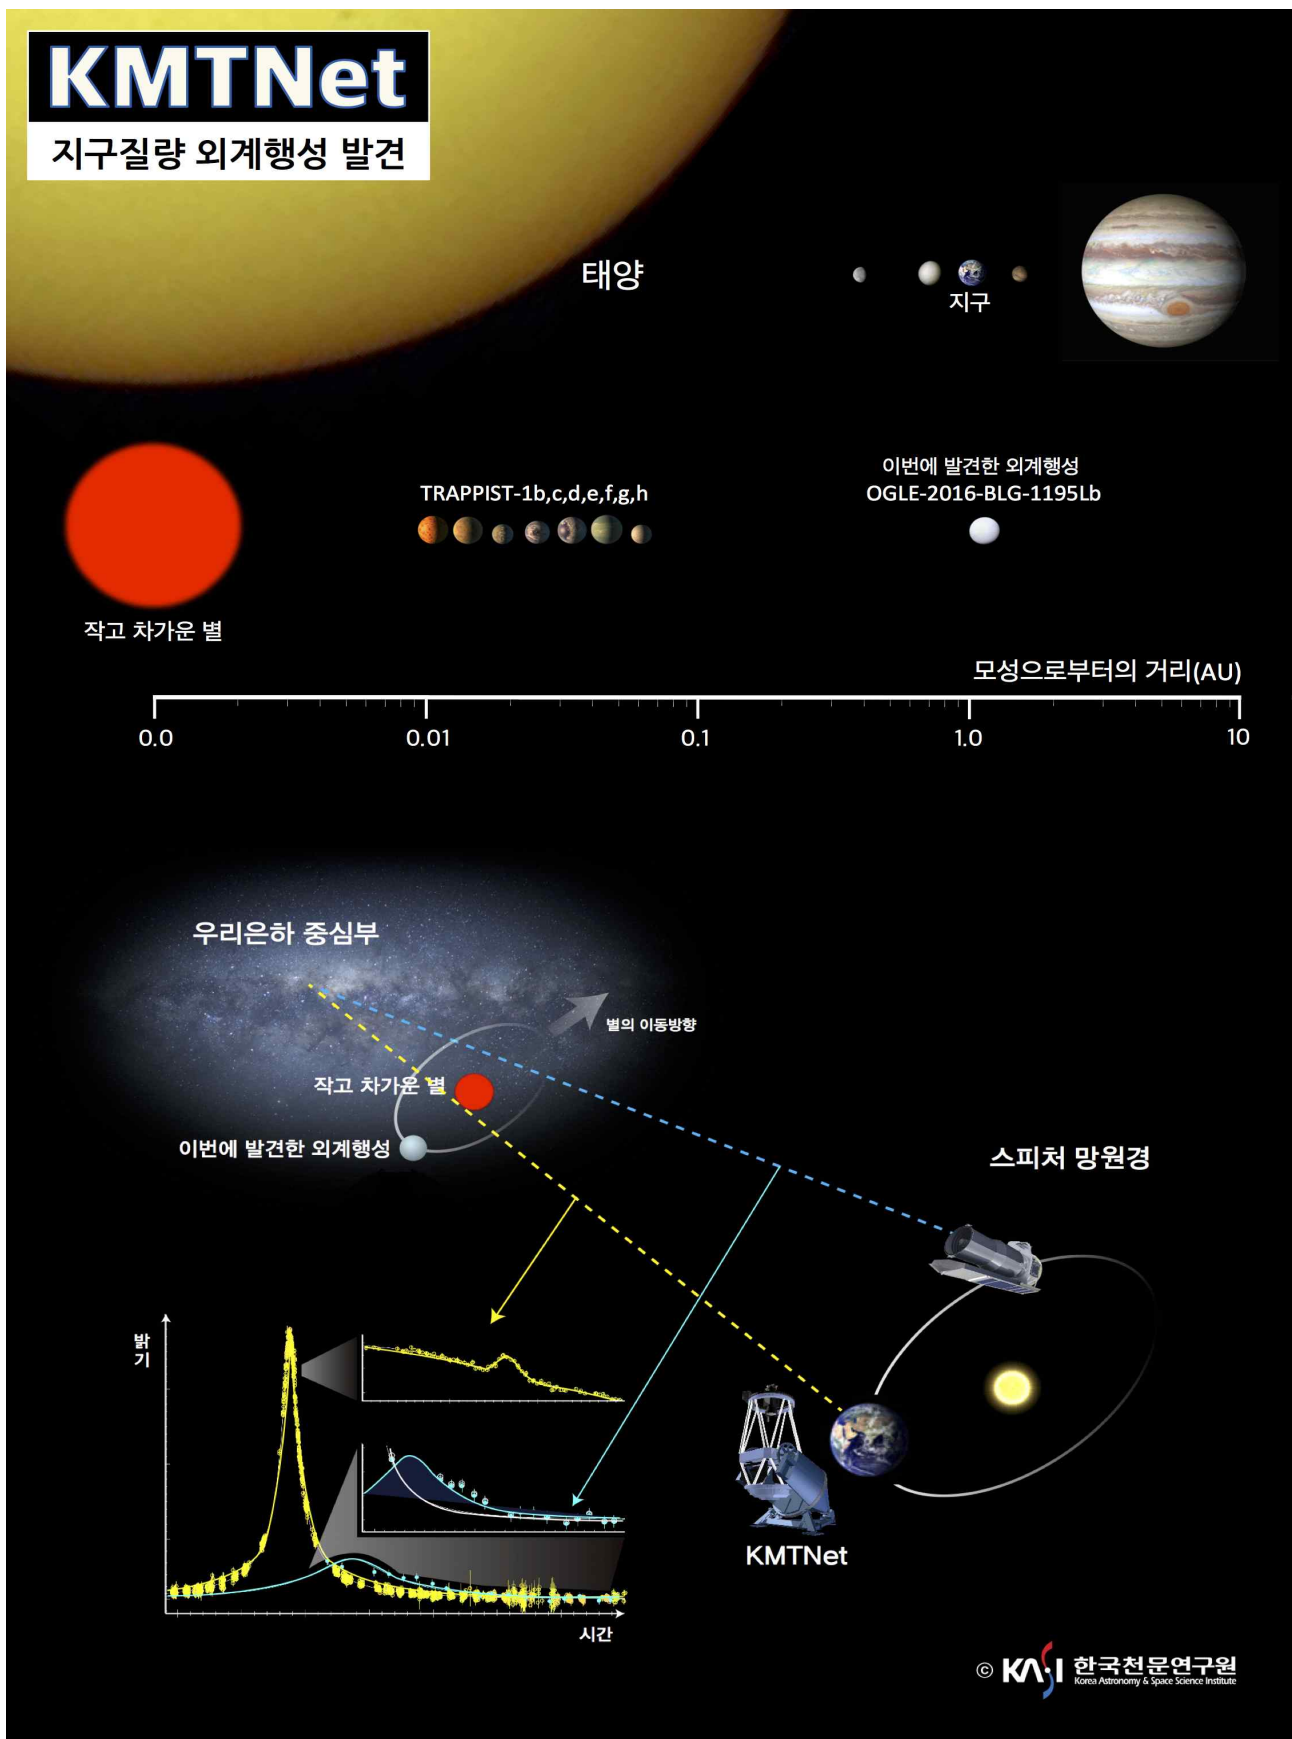 KMTNet
지구질량 외계행성 발견
태양
지구
이번에 발견한 외계행성
TRAPPIST-1b,c,d,e,f,g,h
OGLE-2016-BLG-1195Lb
작고 차가운 별
모성으로부터의 거리(AU)
0.0 0.01 0.1 1.0 10
우리은하 중심부
별의 이동방향
작고 차가운 별
이번에 발견한 외계행성
스피처 망원경
밝
기
KMTNet
시간
© KASI 한국천문연구원
Korea Astronomy & Space Science Institute